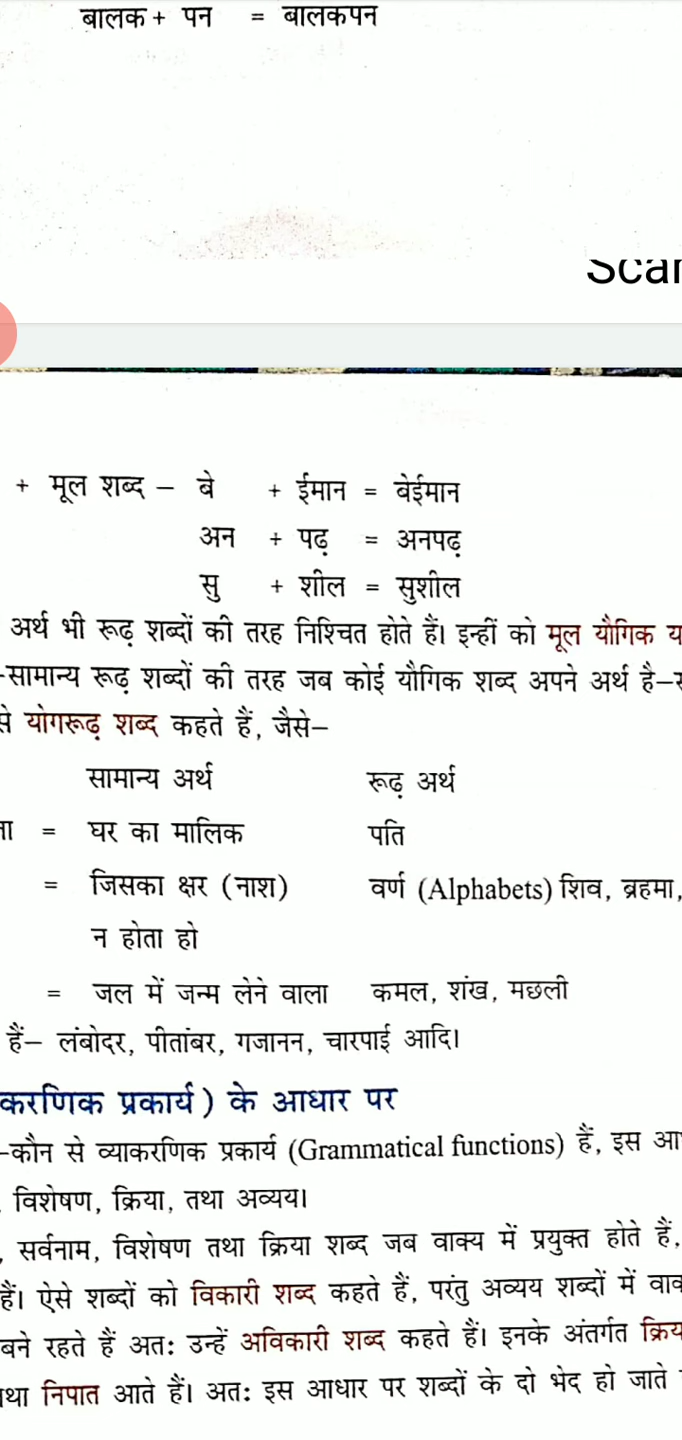 बालक + पन = बालकपन
+ मूल शब्द – बे + ईमान = बेईमान
अन + पढ़ = अनपढ़
सु + शील = सुशील
अर्थ भी रूढ़ शब्दों की तरह निश्चित होते हैं। इन्हीं को मूल यौगिक
-सामान्य रूढ़ शब्दों की तरह जब कोई यौगिक शब्द अपने अर्थ है–
से योगरूढ़ शब्द कहते हैं, जैसे–
सामान्य अर्थ रूढ़ अर्थ
= घर का मालिक पति
= जिसका क्षर (नाश) वर्ण (Alphabets) शिव, ब्रहमा,
न होता हो
= जल में जन्म लेने वाला कमल, शंख, मछली
हैं– लंबोदर, पीतांबर, गजानन, चारपाई आदि।
करणिक प्रकार्य) के आधार पर
-कौन से व्याकरणिक प्रकार्य (Grammatical functions) हैं, इस
, विशेषण, क्रिया, तथा अव्यय।
, सर्वनाम, विशेषण तथा क्रिया शब्द जब वाक्य में प्रयुक्त होते हैं,
हैं। ऐसे शब्दों को विकारी शब्द कहते हैं, परंतु अव्यय शब्दों में
बने रहते हैं अतः उन्हें अविकारी शब्द कहते हैं। इनके अंतर्गत
तथा निपात आते हैं। अतः इस आधार पर शब्दों के दो भेद हो जाते